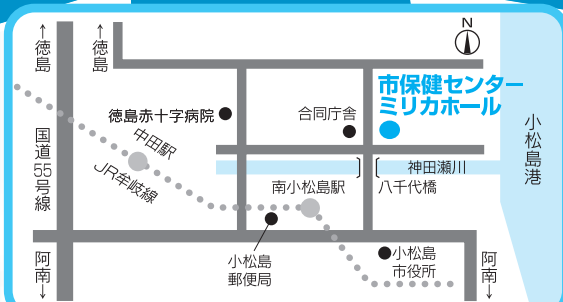 ←徳島
←徳島
N
市保健センター
ミリカホール
徳島赤十字病院
合同庁舎
小松島港
中田駅
国道55号線
JR牟岐線
神田瀬川
南小松島駅
八千代橋
小松島
郵便局
小松島
市役所
阿南→
阿南→